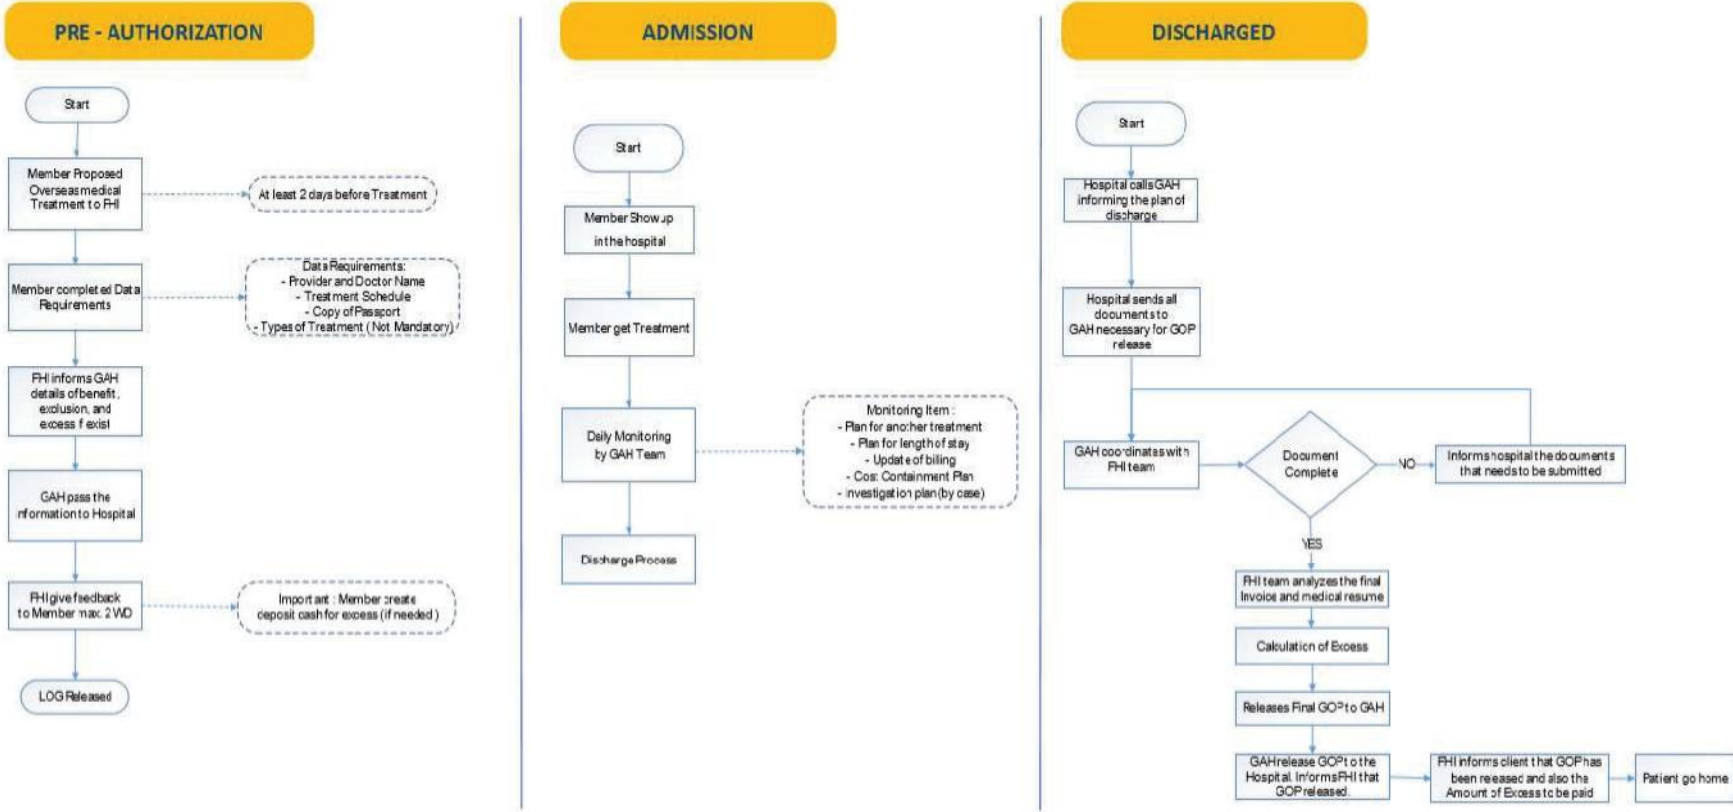 PRE - AUTHORIZATION
Start
Member Proposed
Overseas medical
Treatment to FHI
At least 2 days before Treatment
Member completed Data
Requirements
Data Requirements:
- Provider and Doctor Name
- Treatment Schedule
- Copy of Passport
- Types of Treatment (Not Mandatory)
FHI informs GAH
details of benefit,
exclusion, and
excess if exist
GAH pass the
information to Hospital
FHI give feedback
to Member max. 2 WD
Important : Member create
deposit cash for excess (if needed )
LOG Released
ADMISSION
Start
Member Show up
in the hospital
Member get Treatment
Daily Monitoring
by GAH Team
Monitoring Item :
- Plan for another treatment
- Plan for length of stay
- Update of billing
- Cost Containment Plan
- Investigation plan (by case)
Discharge Process
DISCHARGED
Start
Hospital calls GAH
informing the plan of
discharge
Hospital sends all
documents to
GAH necessary for GOP
release
GAH coordinates with
FHI team
Document
Complete
NO
Informs hospital the documents
that needs to be submitted
YES
FHI team analyzes the final
Invoice and medical resume
Calculation of Excess
Releases Final GOP to GAH
GAH release GOP to the
Hospital. Informs FHI that
GOP released.
FHI informs client that GOP has
been released and also the
Amount of Excess to be paid
Patient go home